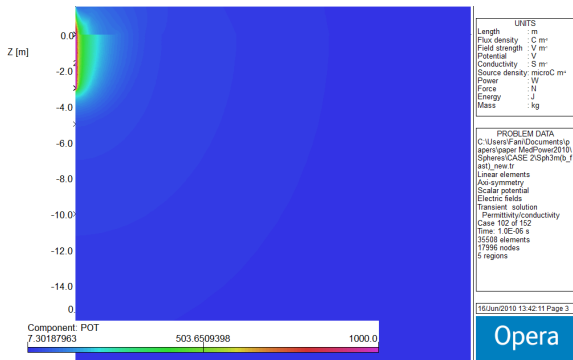 Z [m]
0.0
-2.0
-4.0
-6.0
-8.0
-10.0
-12.0
-14.0
0.
Component: POT
7.30187963 503.6509398 1000.0
UNITS
Length : m
Flux density : C m
Field strength : V m
Potential : V
Conductivity : S m
Source density: microC m
Power : W
Force : N
Energy : J
Mass : kg
PROBLEM DATA
C:\Users\Fani\Documents\p
apers\paper MedPower2010\
Spheres\CASE 2\Sph3m(b_f
ast)_new.tr
Linear elements
Axi-symmetry
Scalar potential
Electric fields
Transient solution
Permittivity/conductivity
Case 102 of 152
Time: 1.0E-06 s
35508 elements
17996 nodes
5 regions
16/Jun/2010 13:42:11 Page 3
Opera